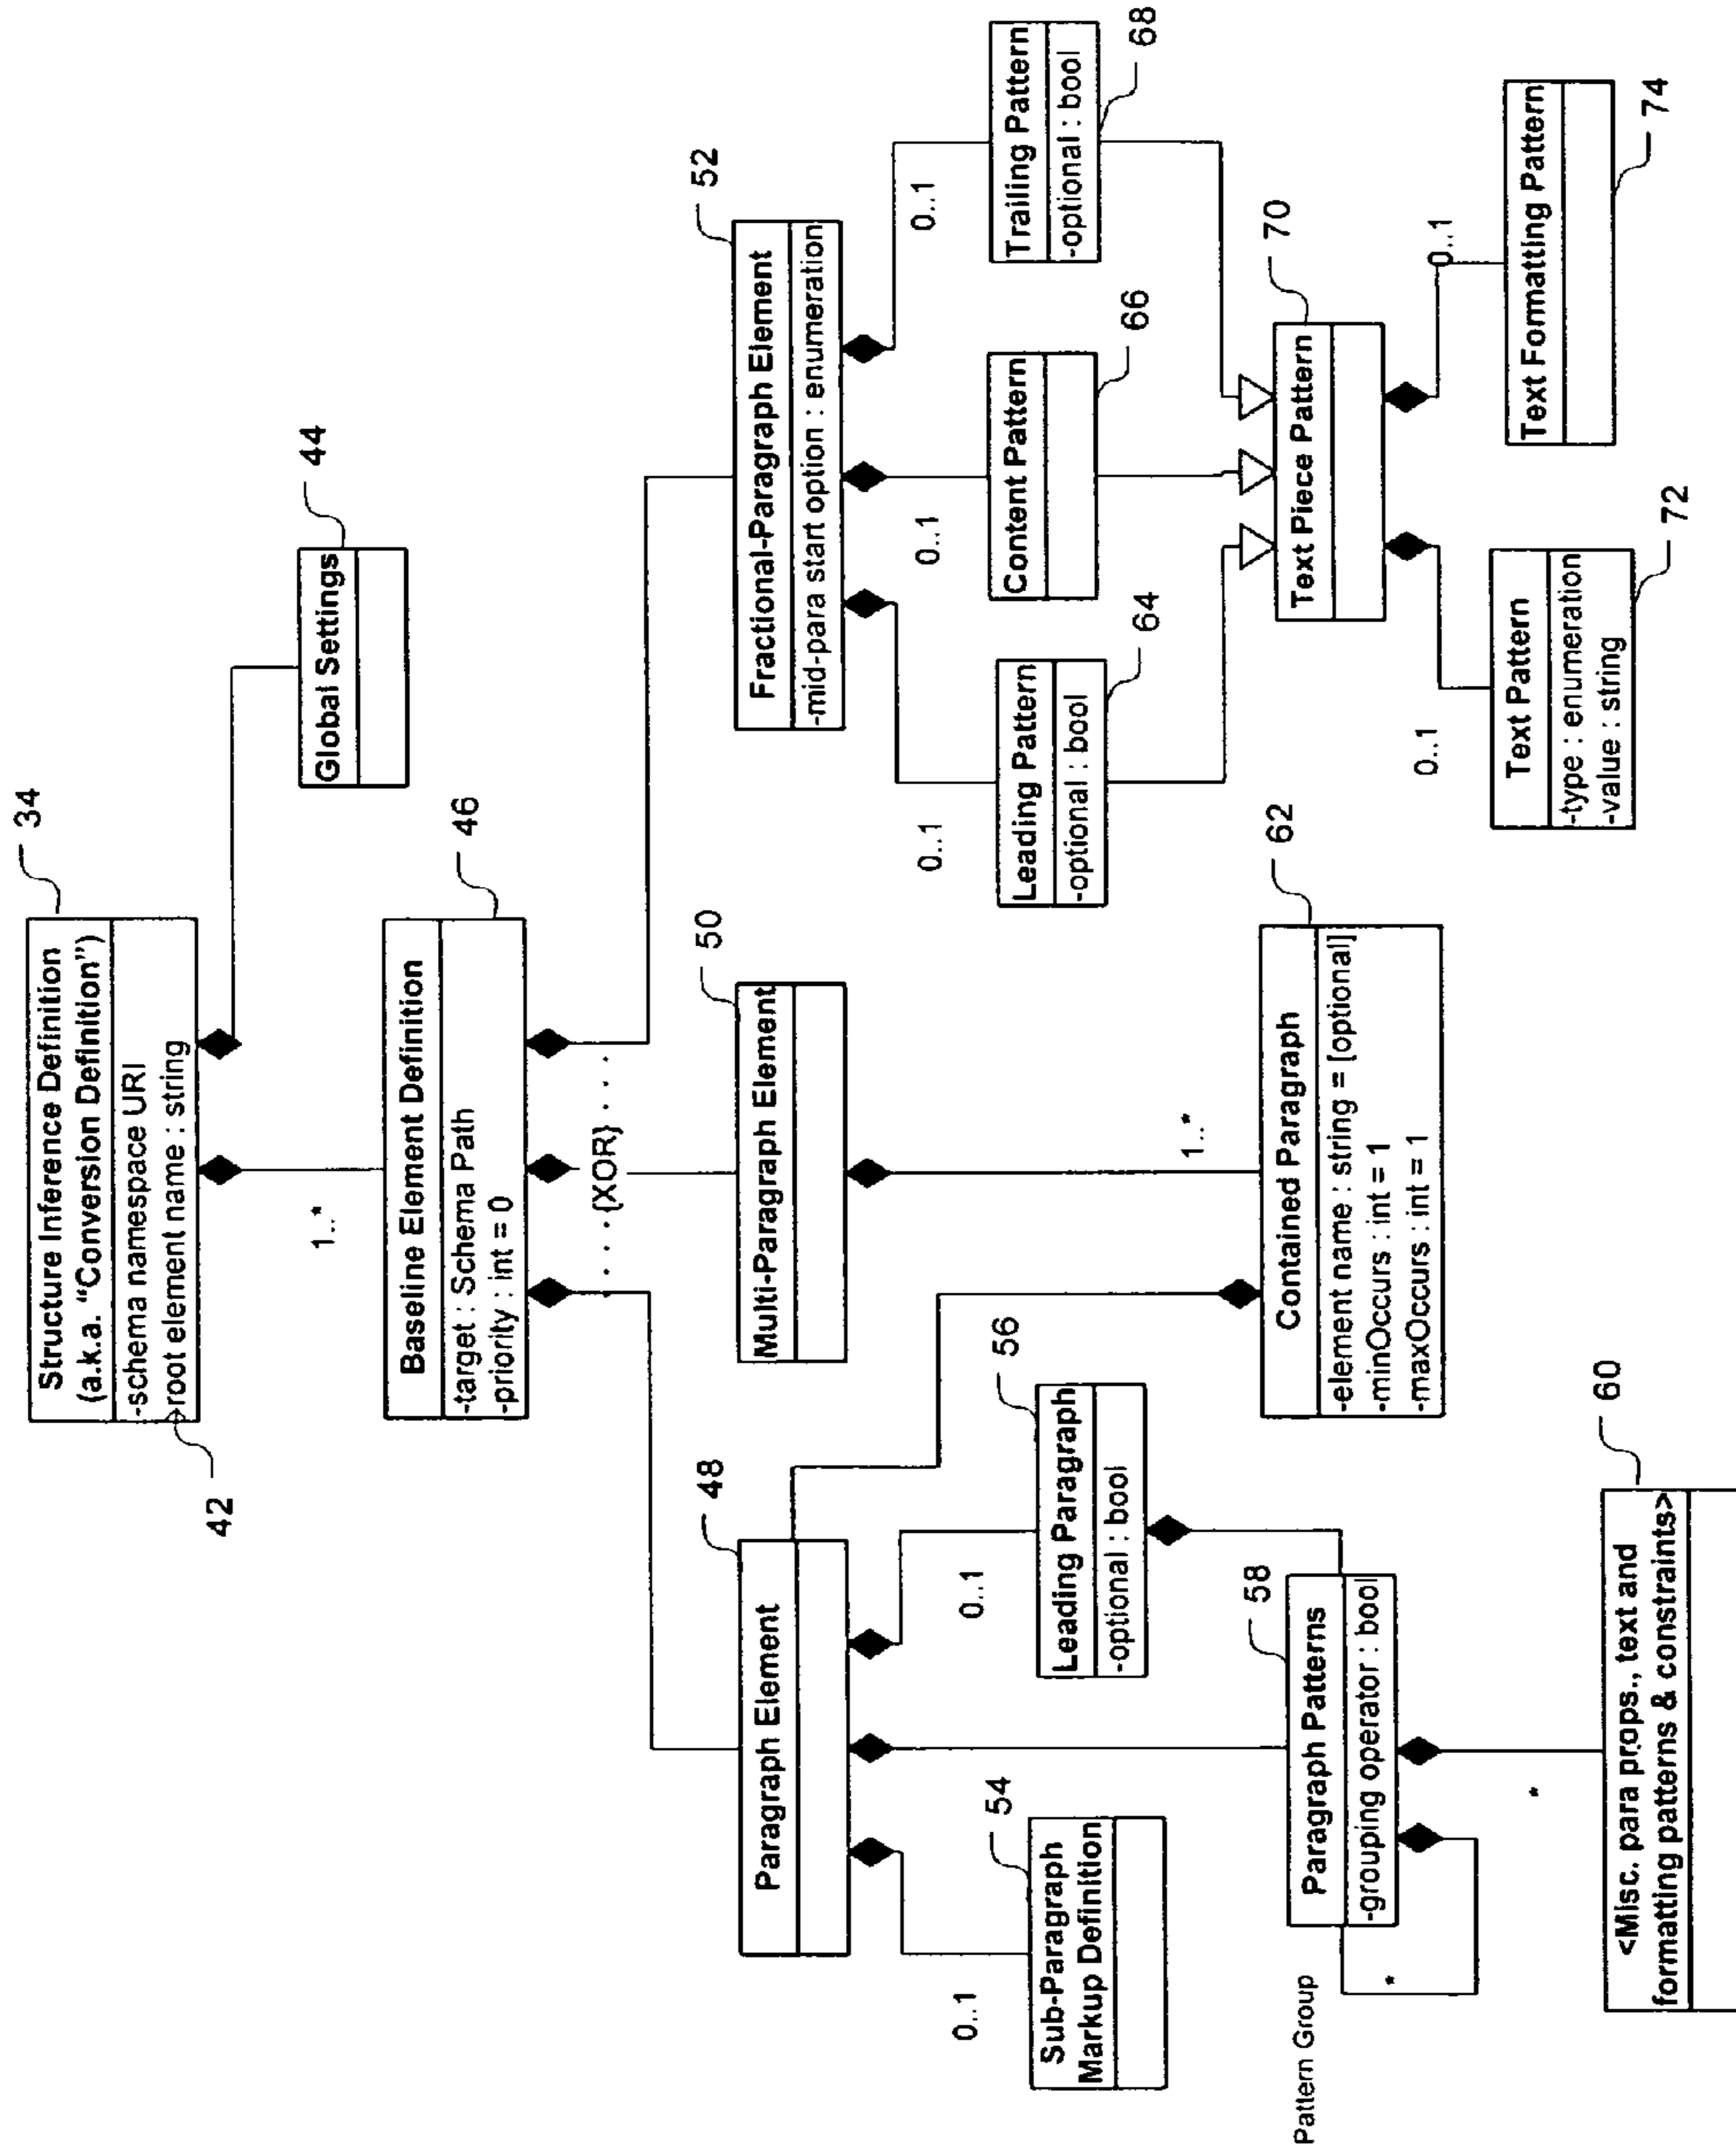 34
Structure Inference Definition
(a.k.a. “Conversion Definition”)
-schema namespace URI
-root element name : string
42
1..*
Global Settings
44
Baseline Element Definition
-target : Schema Path
-priority : int = 0
46
{XOR}
Paragraph Element
48
Multi-Paragraph Element
50
Fractional-Paragraph Element
-mid-para start option : enumeration
52
0..1
Sub-Paragraph
Markup Definition
54
0..1
Leading Paragraph
-optional : bool
56
0..1
Leading Pattern
-optional : bool
64
0..1
Content Pattern
66
0..1
Trailing Pattern
-optional : bool
68
Pattern Group
*
Paragraph Patterns
-grouping operator : bool
58
1..*
Contained Paragraph
-element name : string = [optional]
-minOccurs : int = 1
-maxOccurs : int = 1
62
Text Piece Pattern
70
*
<Misc. para props., text and
formatting patterns & constraints>
60
0..1
Text Pattern
-type : enumeration
-value : string
72
0..1
Text Formatting Pattern
74